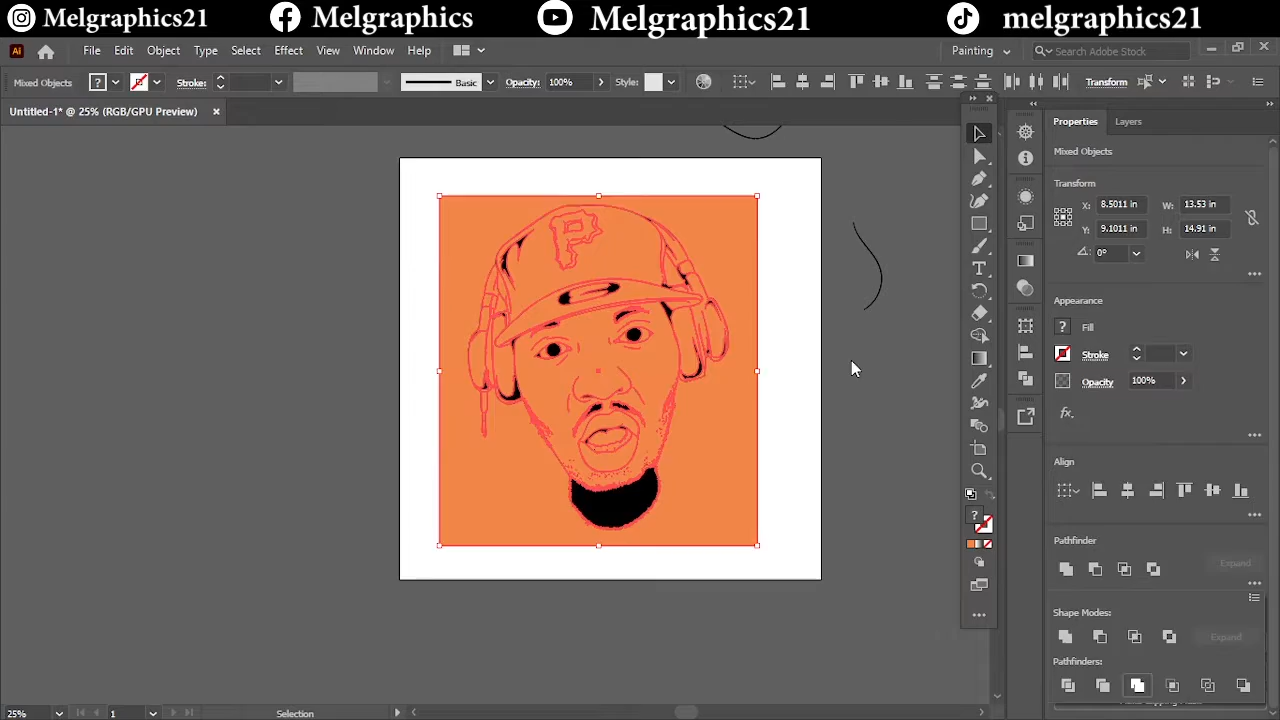 Melgraphics21 Melgraphics Melgraphics21 melgraphics21
Ai File Edit Object Type Select Effect View Window Help Painting Search Adobe Stock
Mixed Objects ? Stroke: Basic Opacity: 100% Style: Transform
Untitled-1* @ 25% (RGB/GPU Preview)
Properties Layers
Mixed Objects
Transform
X: 8.5011 in W: 13.53 in
Y: 9.1011 in H: 14.91 in
0°
Appearance
? Fill
Stroke
Opacity 100%
fx.
Align
Pathfinder
Expand
Shape Modes:
Expand
Pathfinders:
P
T
?
25% 1 Selection